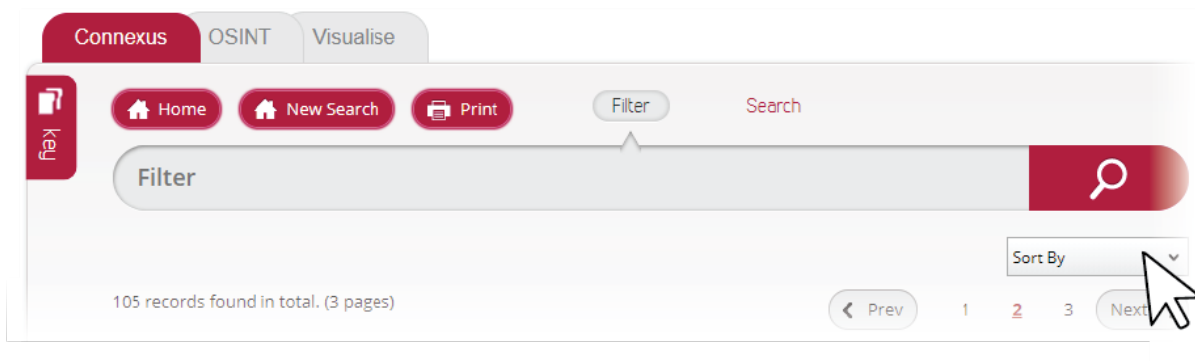 Connexus OSINT Visualise
key
Home New Search Print Filter Search
Filter
Sort By
105 records found in total. (3 pages)
Prev 1 2 3 Next